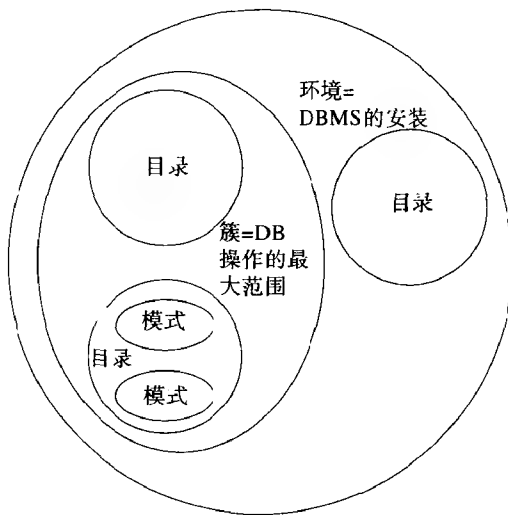 环境=
DBMS的安装
目录
目录
簇=DB
操作的最
大范围
模式
目录
模式